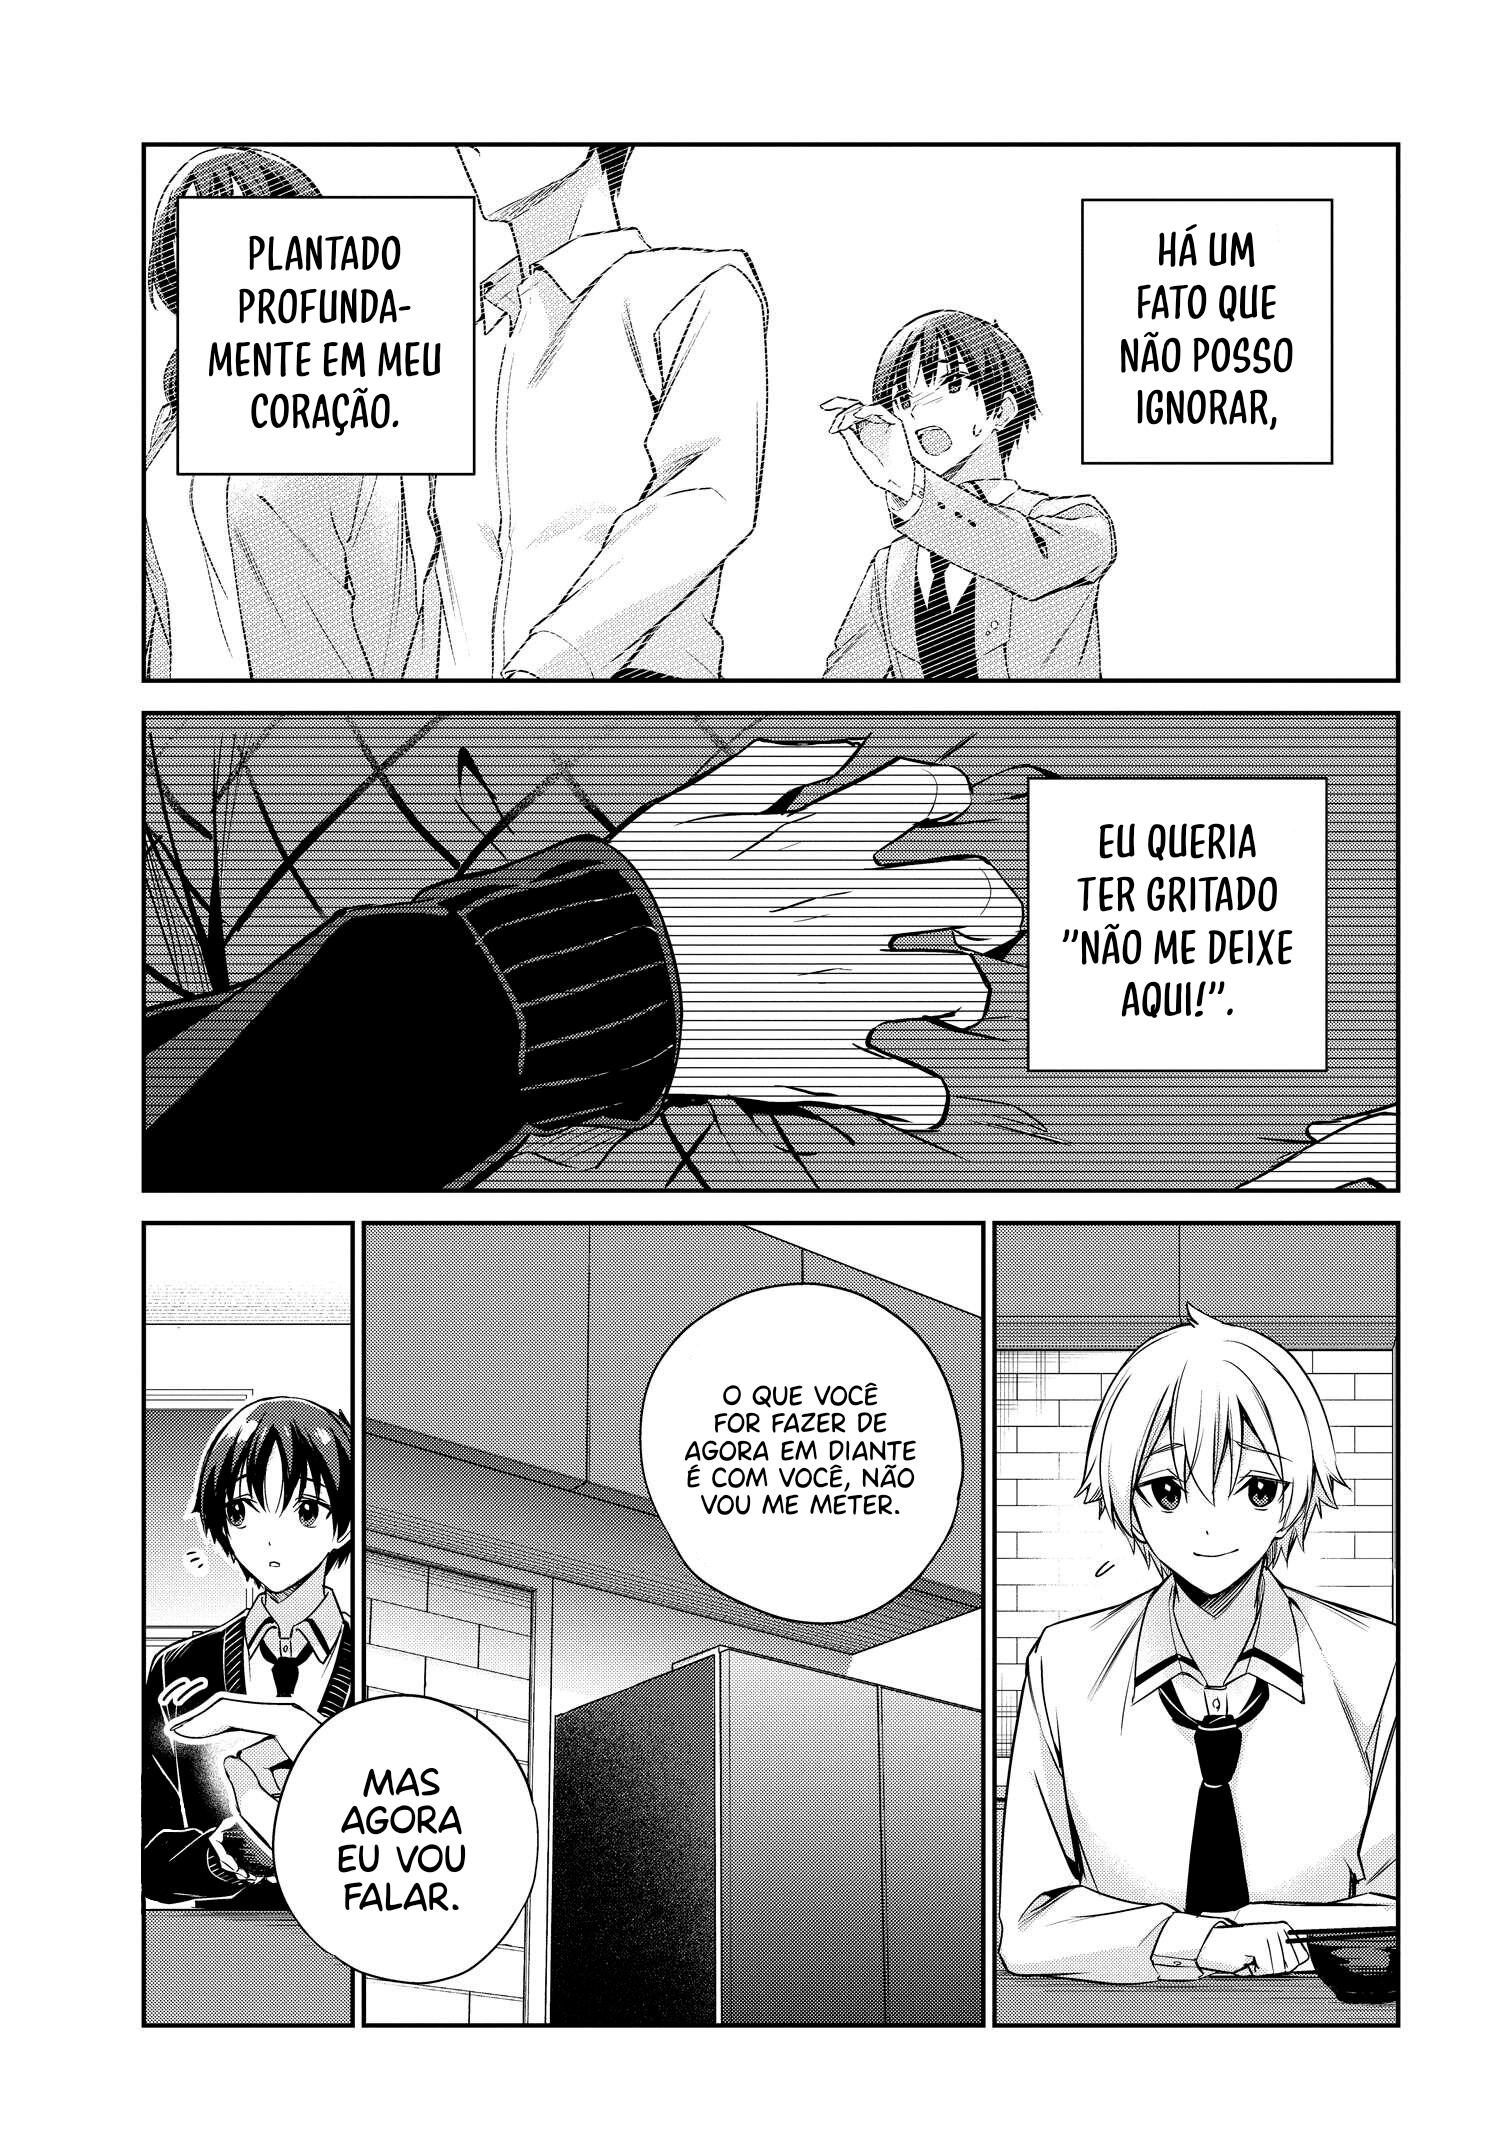 HÁ UM
FATO QUE
NÃO POSSO
IGNORAR,
PLANTADO
PROFUNDA-
MENTE EM MEU
CORAÇÃO.
EU QUERIA
TER GRITADO
"NÃO ME DEIXE
AQUI!".
O QUE VOCÊ
FOR FAZER DE
AGORA EM DIANTE
É COM VOCÊ, NÃO
VOU ME METER.
MAS
AGORA
EU VOU
FALAR.